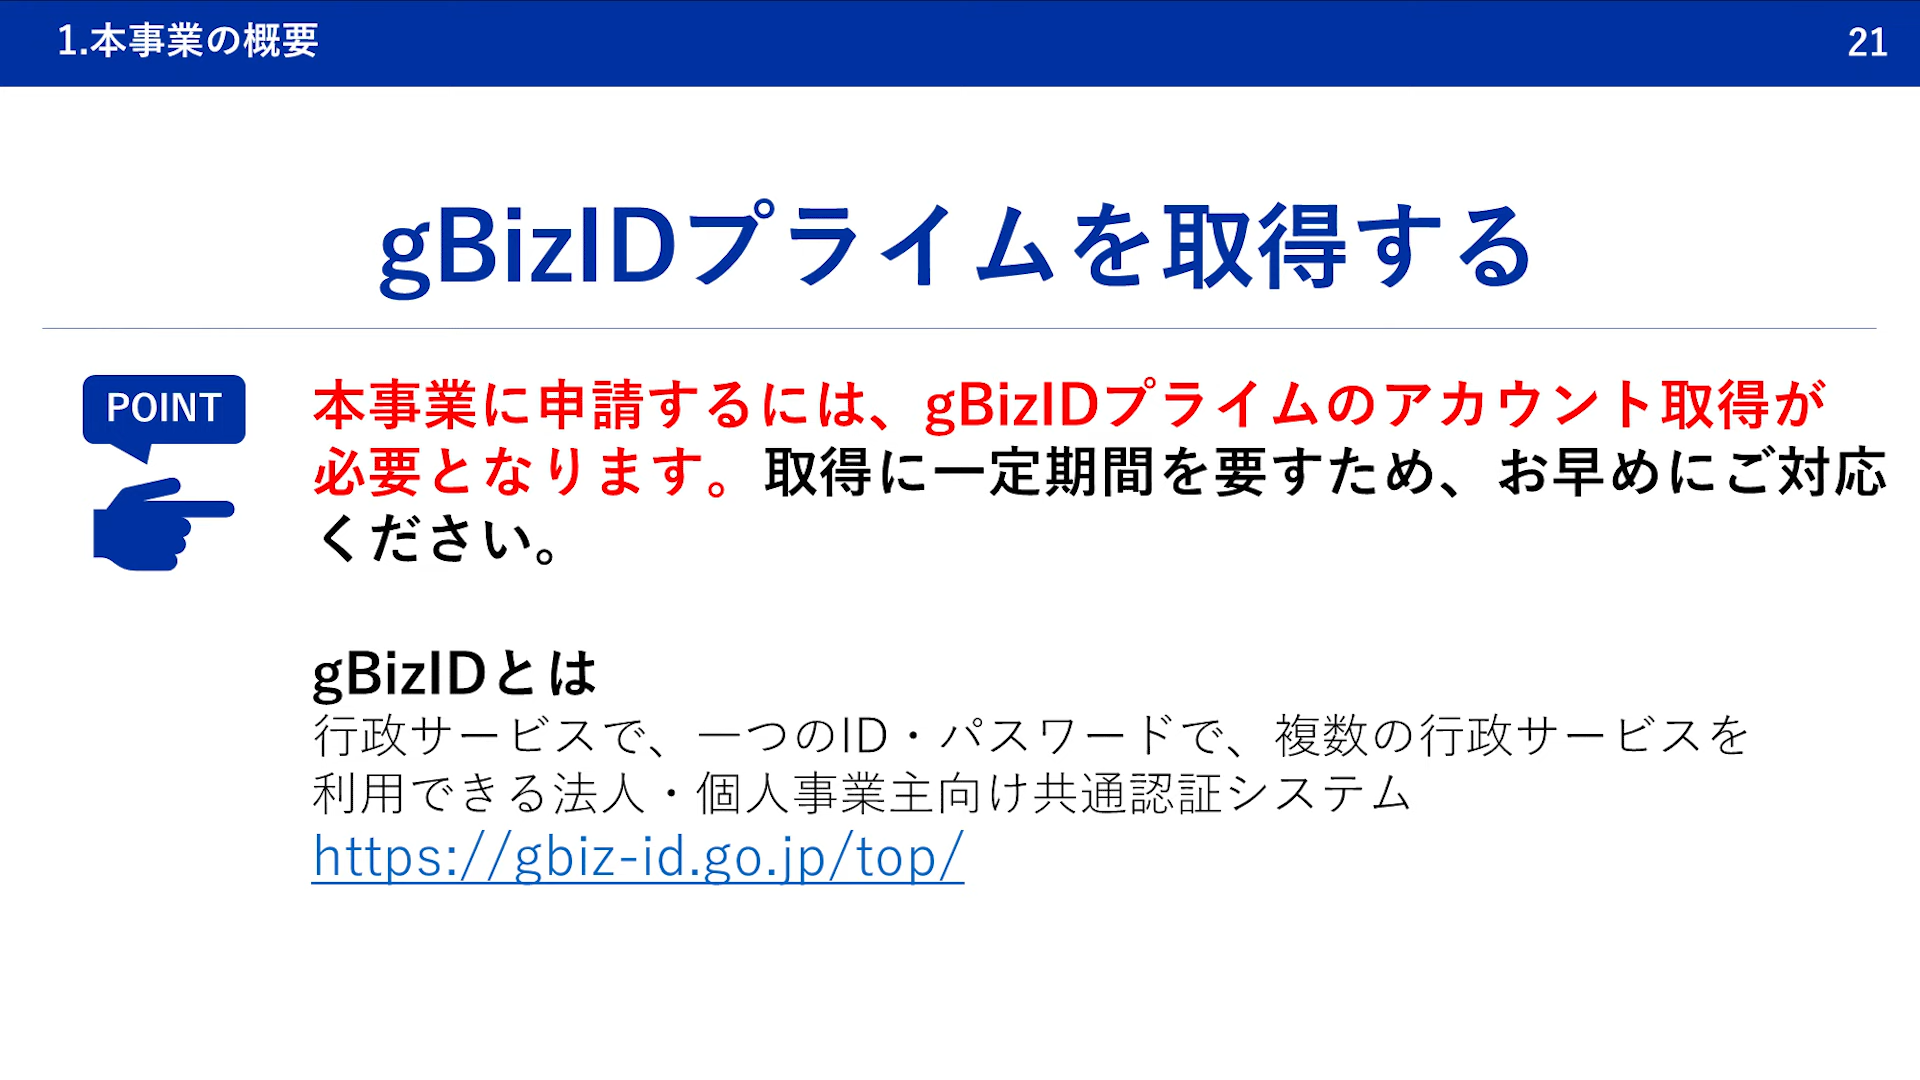 1.本事業の概要
21
gBizIDプライムを取得する
POINT
本事業に申請するには、gBizIDプライムのアカウント取得が
必要となります。取得に一定期間を要すため、お早めにご対応
ください。
gBizIDとは
行政サービスで、一つのID・パスワードで、複数の行政サービスを
利用できる法人・個人事業主向け共通認証システム
https://gbiz-id.go.jp/top/